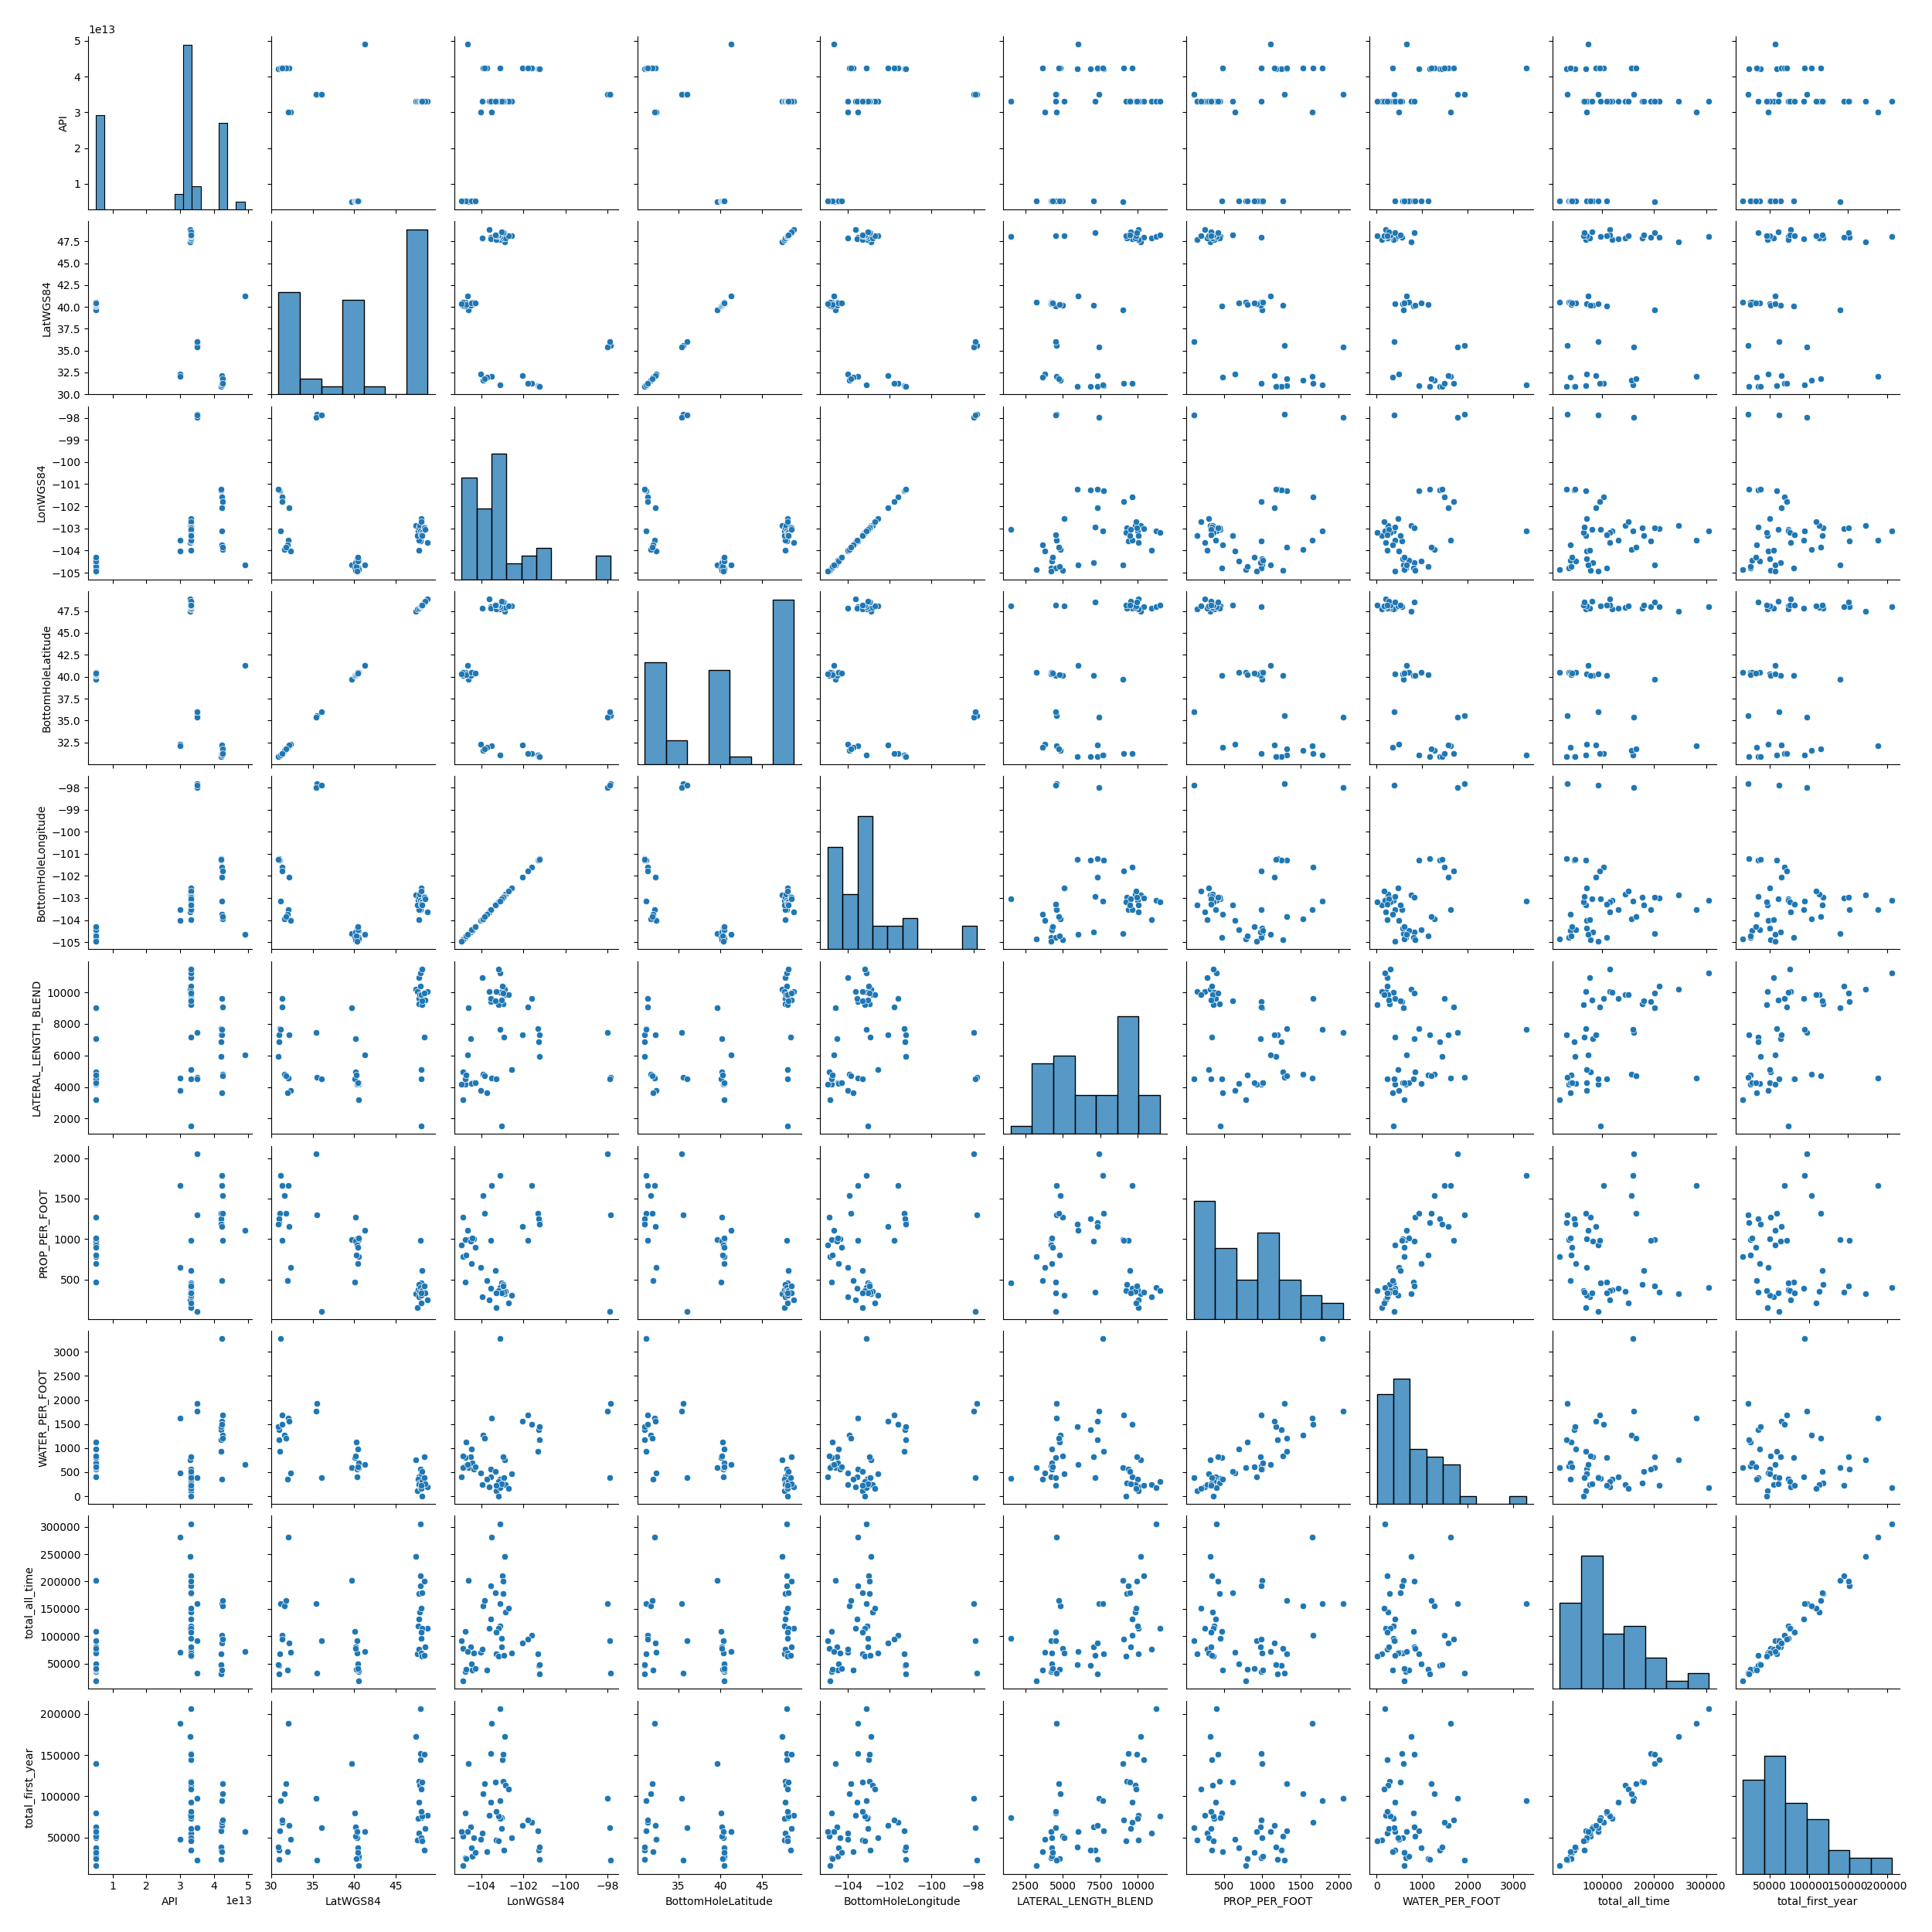 1e13
5
4
3
2
1
API
47.5
45.0
42.5
40.0
37.5
35.0
32.5
30.0
LatWGS84
−98
−99
−100
−101
−102
−103
−104
−105
LonWGS84
47.5
45.0
42.5
40.0
37.5
35.0
32.5
BottomHoleLatitude
−98
−99
−100
−101
−102
−103
−104
−105
BottomHoleLongitude
10000
8000
6000
4000
2000
LATERAL_LENGTH_BLEND
2000
1500
1000
500
PROP_PER_FOOT
3000
2500
2000
1500
1000
500
0
WATER_PER_FOOT
300000
250000
200000
150000
100000
50000
total_all_time
200000
150000
100000
50000
total_first_year
1 2 3 4 5
1e13
API
30 35 40 45
LatWGS84
−104 −102 −100 −98
LonWGS84
35 40 45
BottomHoleLatitude
−104 −102 −100 −98
BottomHoleLongitude
2500 5000 7500 10000
LATERAL_LENGTH_BLEND
500 1000 1500 2000
PROP_PER_FOOT
0 1000 2000 3000
WATER_PER_FOOT
100000 200000 300000
total_all_time
50000 100000 150000 200000
total_first_year